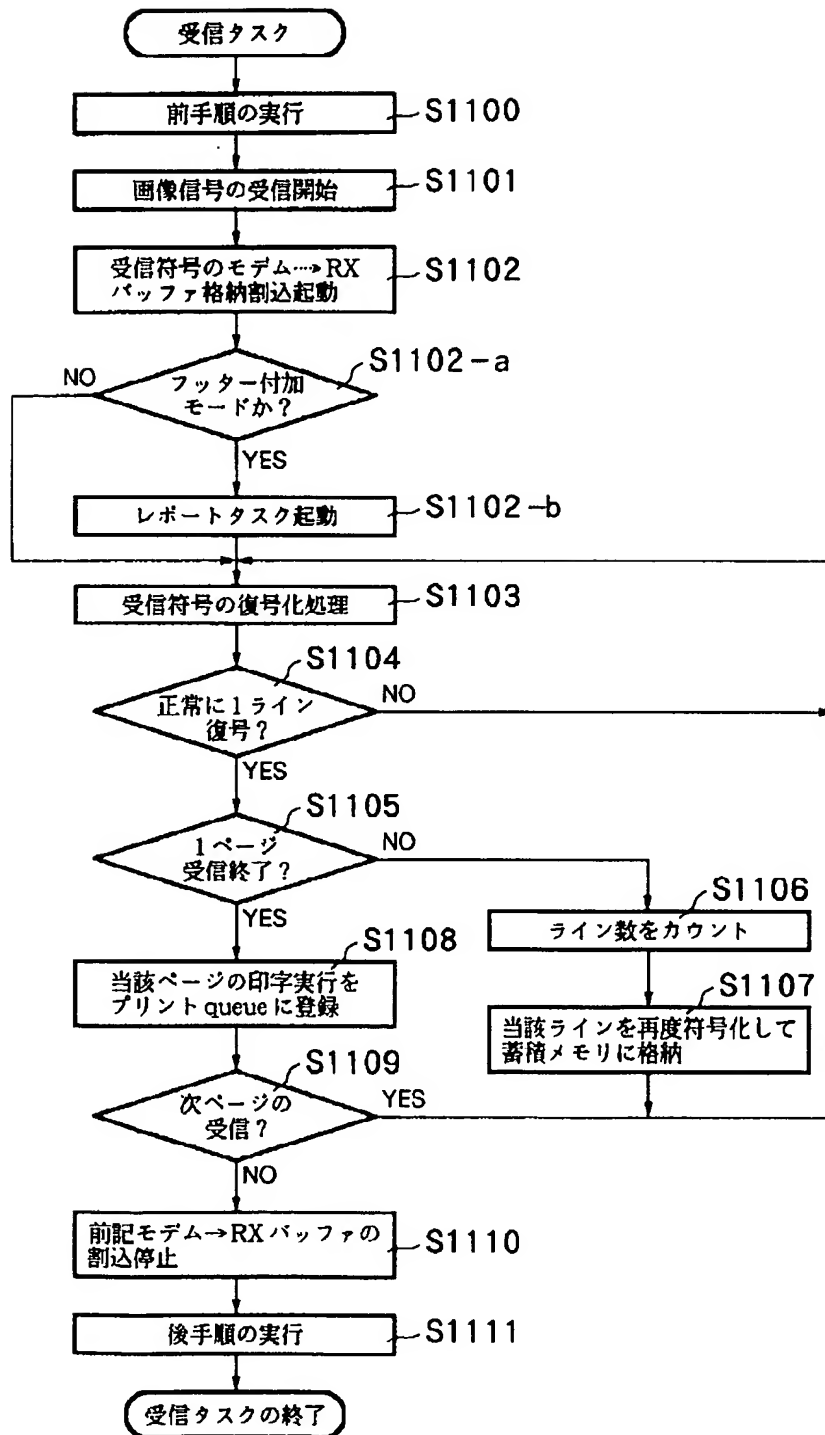 受信タスク
前手順の実行
S1100
画像信号の受信開始
S1101
受信符号のモデム…→RX
バッファ格納割込起動
S1102
S1102-a
NO
フッター付加
モードか？
YES
レポートタスク起動
S1102-b
受信符号の復号化処理
S1103
S1104
正常に1ライン
復号？
NO
YES
S1105
1ページ
受信終了？
NO
YES
S1106
ライン数をカウント
S1107
当該ラインを再度符号化して
蓄積メモリに格納
S1108
当該ページの印字実行を
プリントqueueに登録
S1109
次ページの
受信？
YES
NO
前記モデム→RXバッファの
割込停止
S1110
後手順の実行
S1111
受信タスクの終了